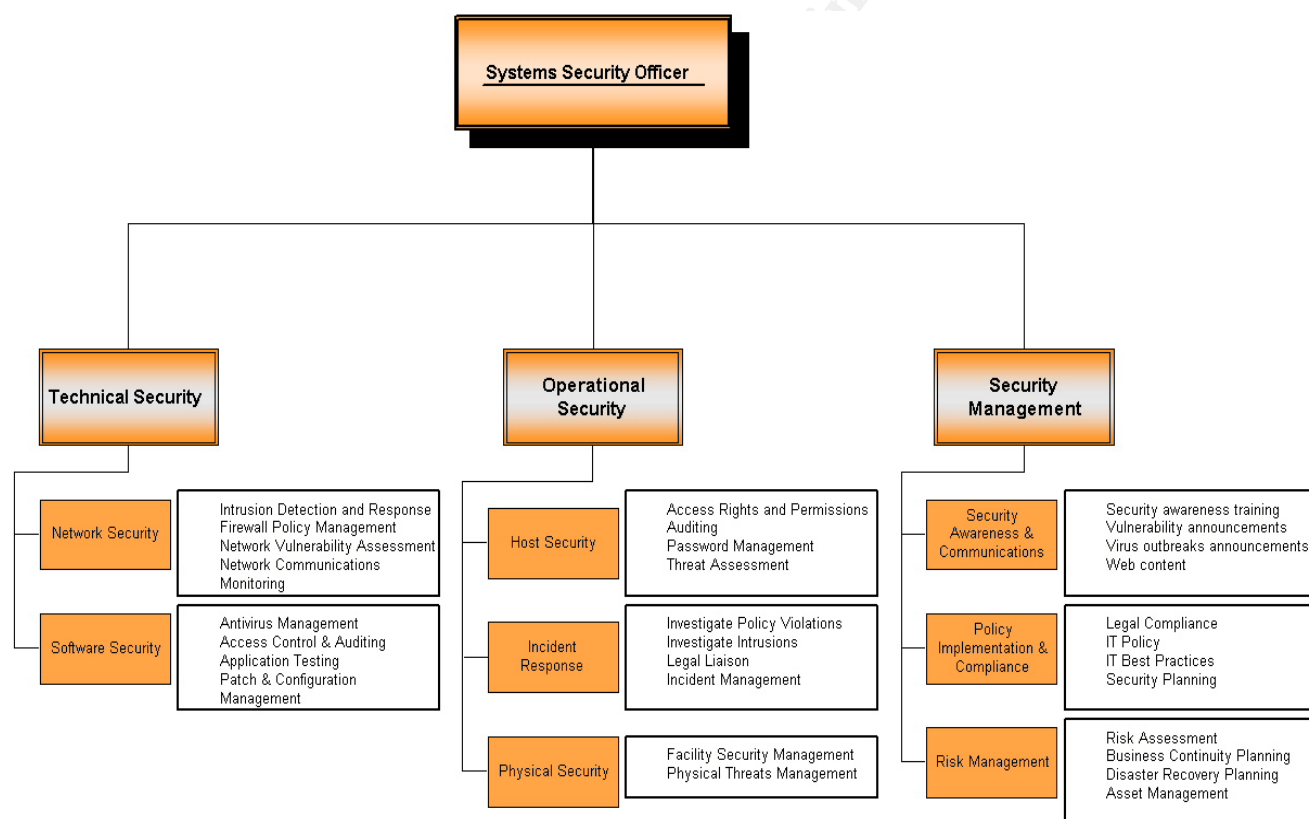 Systems Security Officer
Technical Security
Operational
Security
Security
Management
Network Security
Intrusion Detection and Response
Firewall Policy Management
Network Vulnerability Assessment
Network Communications
Monitoring
Software Security
Antivirus Management
Access Control & Auditing
Application Testing
Patch & Configuration
Management
Host Security
Access Rights and Permissions
Auditing
Password Management
Threat Assessment
Incident
Response
Investigate Policy Violations
Investigate Intrusions
Legal Liaison
Incident Management
Physical Security
Facility Security Management
Physical Threats Management
Security
Awareness &
Communications
Security awareness training
Vulnerability announcements
Virus outbreaks announcements
Web content
Policy
Implementation &
Compliance
Legal Compliance
IT Policy
IT Best Practices
Security Planning
Risk Management
Risk Assessment
Business Continuity Planning
Disaster Recovery Planning
Asset Management